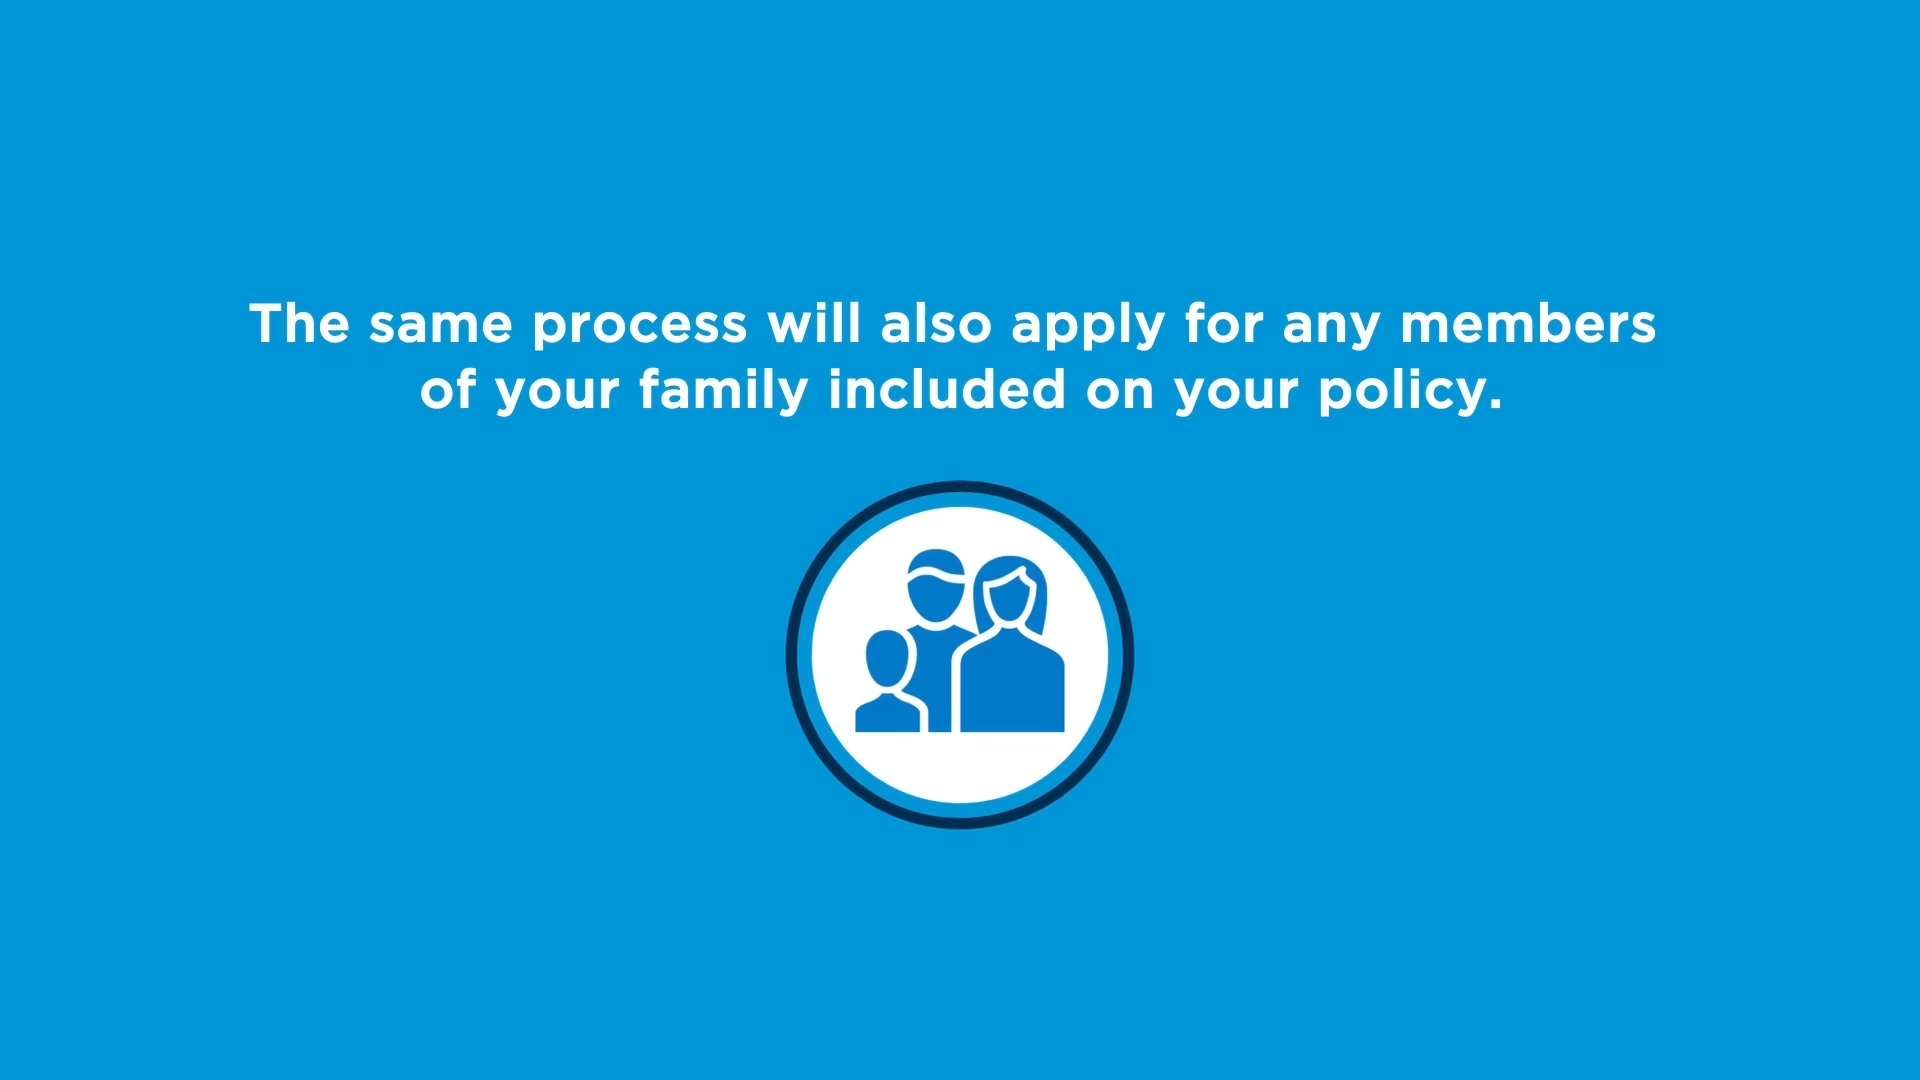 The same process will also apply for any members
of your family included on your policy.